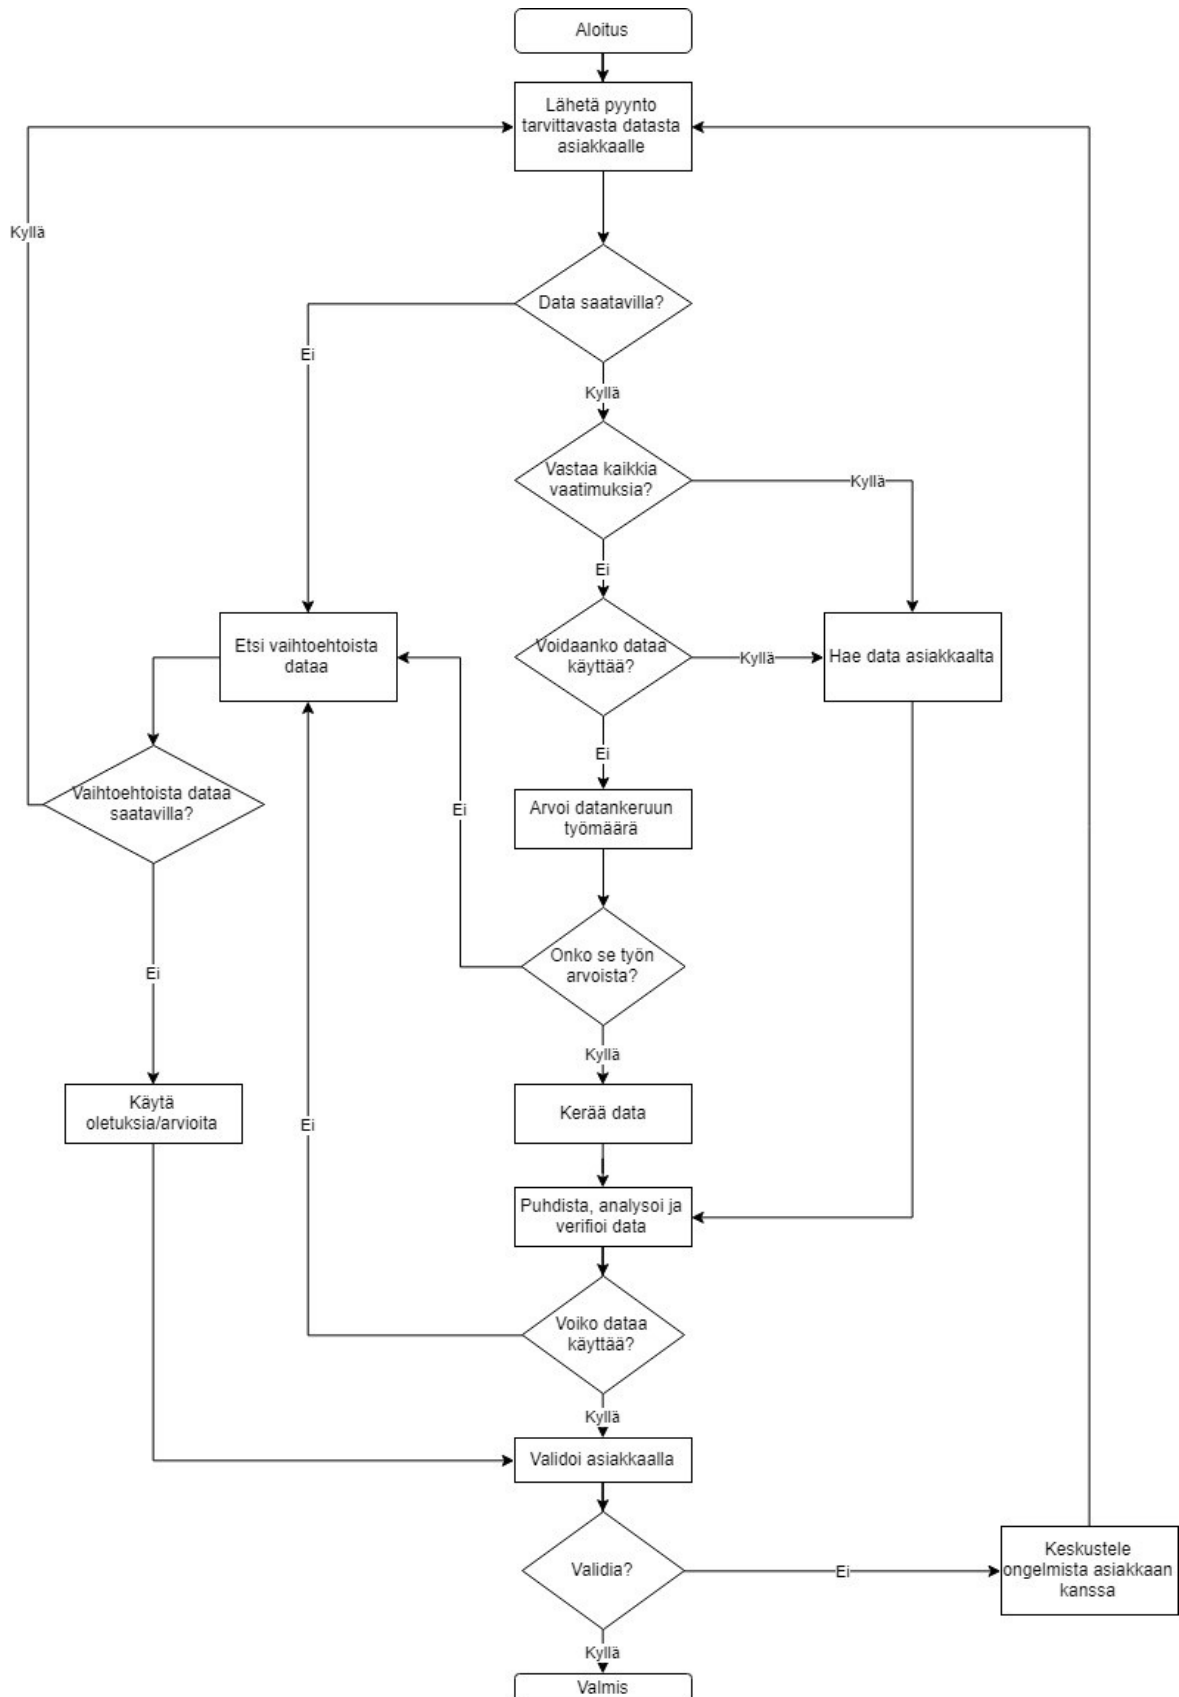 Aloitus
Lähetä pyynto
tarvittavasta datasta
asiakkaalle
Kyllä
Data saatavilla?
Ei
Kyllä
Vastaa kaikkia
vaatimuksia?
Kyllä
Ei
Etsi vaihtoehtoista
dataa
Voidaanko dataa
käyttää?
Kyllä
Hae data asiakkaalta
Ei
Vaihtoehtoista dataa
saatavilla?
Ei
Arvoi datankeruun
työmäärä
Onko se työn
arvoista?
Ei
Kyllä
Käytä
oletuksia/arvioita
Ei
Kerää data
Puhdista, analysoi ja
verifioi data
Voiko dataa
käyttää?
Kyllä
Validoi asiakkaalla
Validia?
Ei
Keskustele
ongelmista asiakkaan
kanssa
Kyllä
Valmis